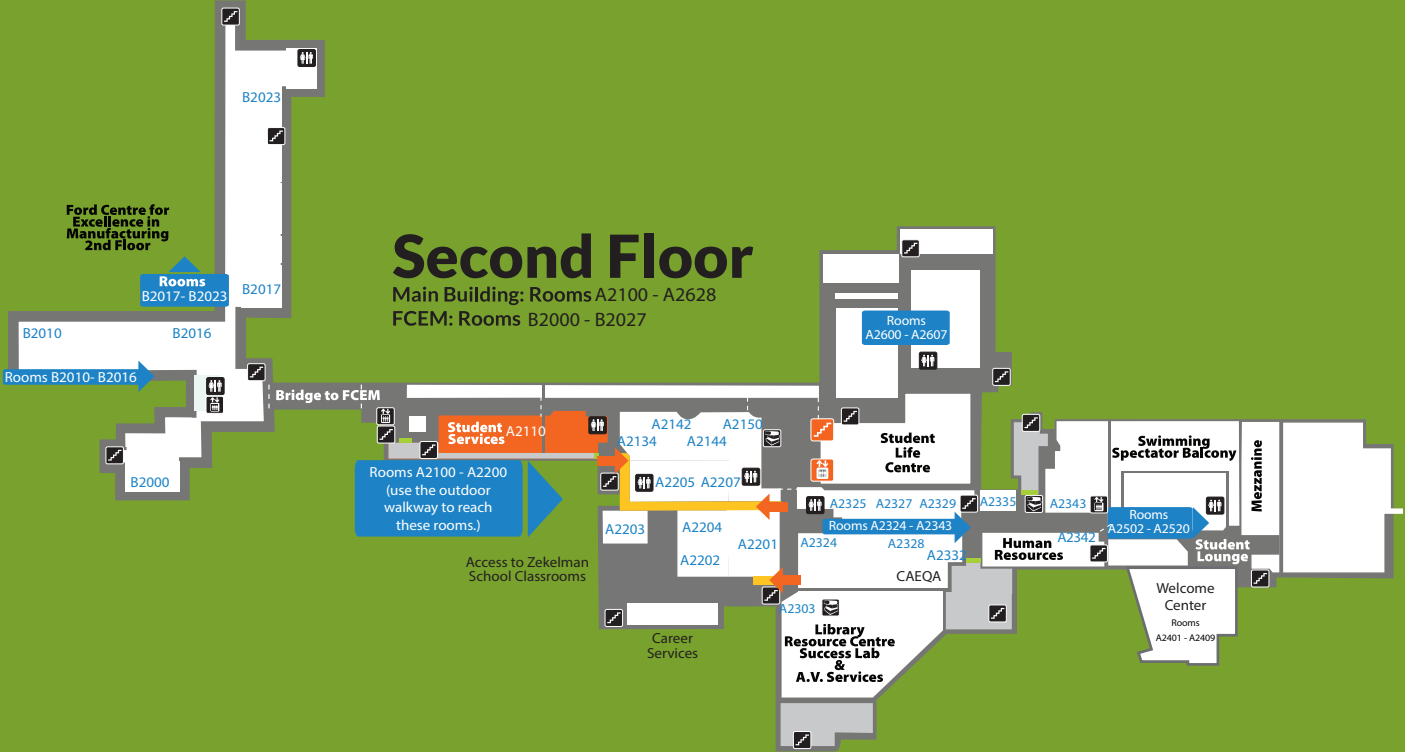 B2023
Ford Centre for
Excellence in
Manufacturing
2nd Floor
Rooms
B2017- B2023
B2017
Second Floor
Main Building: Rooms A2100 - A2628
FCEM: Rooms B2000 - B2027
B2010
B2016
Rooms B2010- B2016
Bridge to FCEM
B2000
Rooms
A2600 - A2607
Student
Services
A2110
A2142
A2150
A2134
A2144
Student
Life
Centre
Swimming
Spectator Balcony
Mezzanine
Rooms A2100 - A2200
(use the outdoor
walkway to reach
these rooms.)
A2205
A2207
A2325
A2327
A2329
A2335
A2343
Rooms
A2502 - A2520
A2203
A2204
A2201
A2202
Rooms A2324 - A2343
A2324
A2328
A2332
Human
Resources
A2342
Student
Lounge
Access to Zekelman
School Classrooms
CAEQA
Welcome
Center
Rooms
A2401 - A2409
A2303
Library
Resource Centre
Success Lab
&
A.V. Services
Career
Services